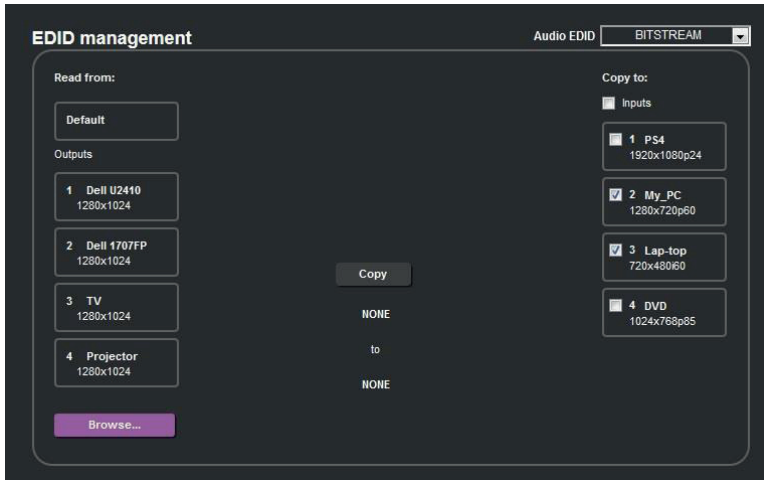 EDID management
Audio EDID BITSTREAM
Read from:
Default
Outputs
1 Dell U2410
1280x1024
2 Dell 1707FP
1280x1024
3 TV
1280x1024
4 Projector
1280x1024
Browse...
Copy
NONE
to
NONE
Copy to:
Inputs
1 PS4
1920x1080p24
2 My_PC
1280x720p60
3 Lap-top
720x480i60
4 DVD
1024x768p85